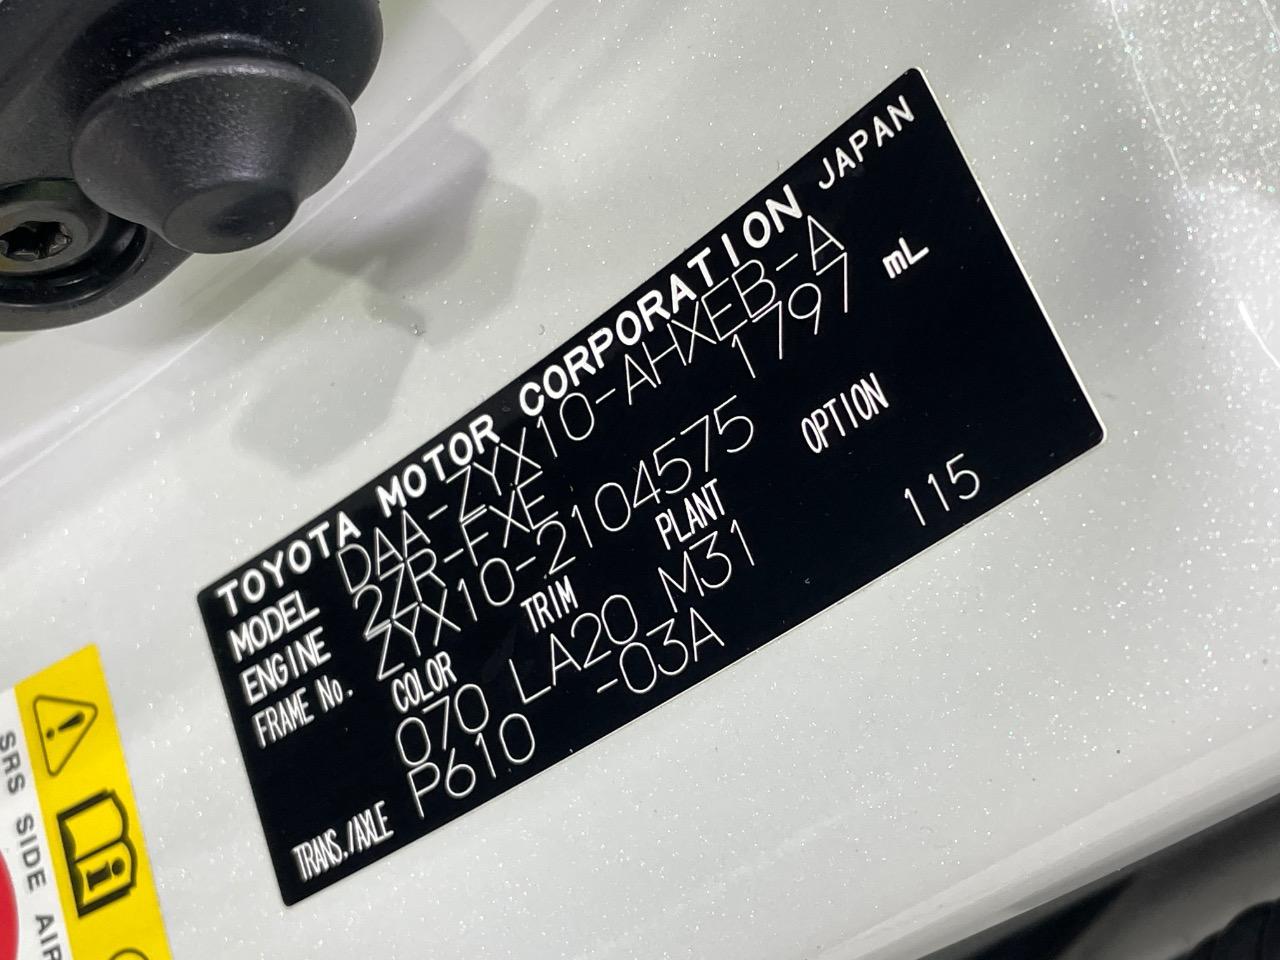 TOYOTA MOTOR CORPORATION JAPAN
MODEL DAA-ZYX10-AHXEB-A
ENGINE 2ZR-FXE 1797 mL
FRAME No. ZYX10-2104575
COLOR TRIM PLANT OPTION
070 LA20 M31 115
TRANS./AXLE P610 -03A
SRS SIDE AIR